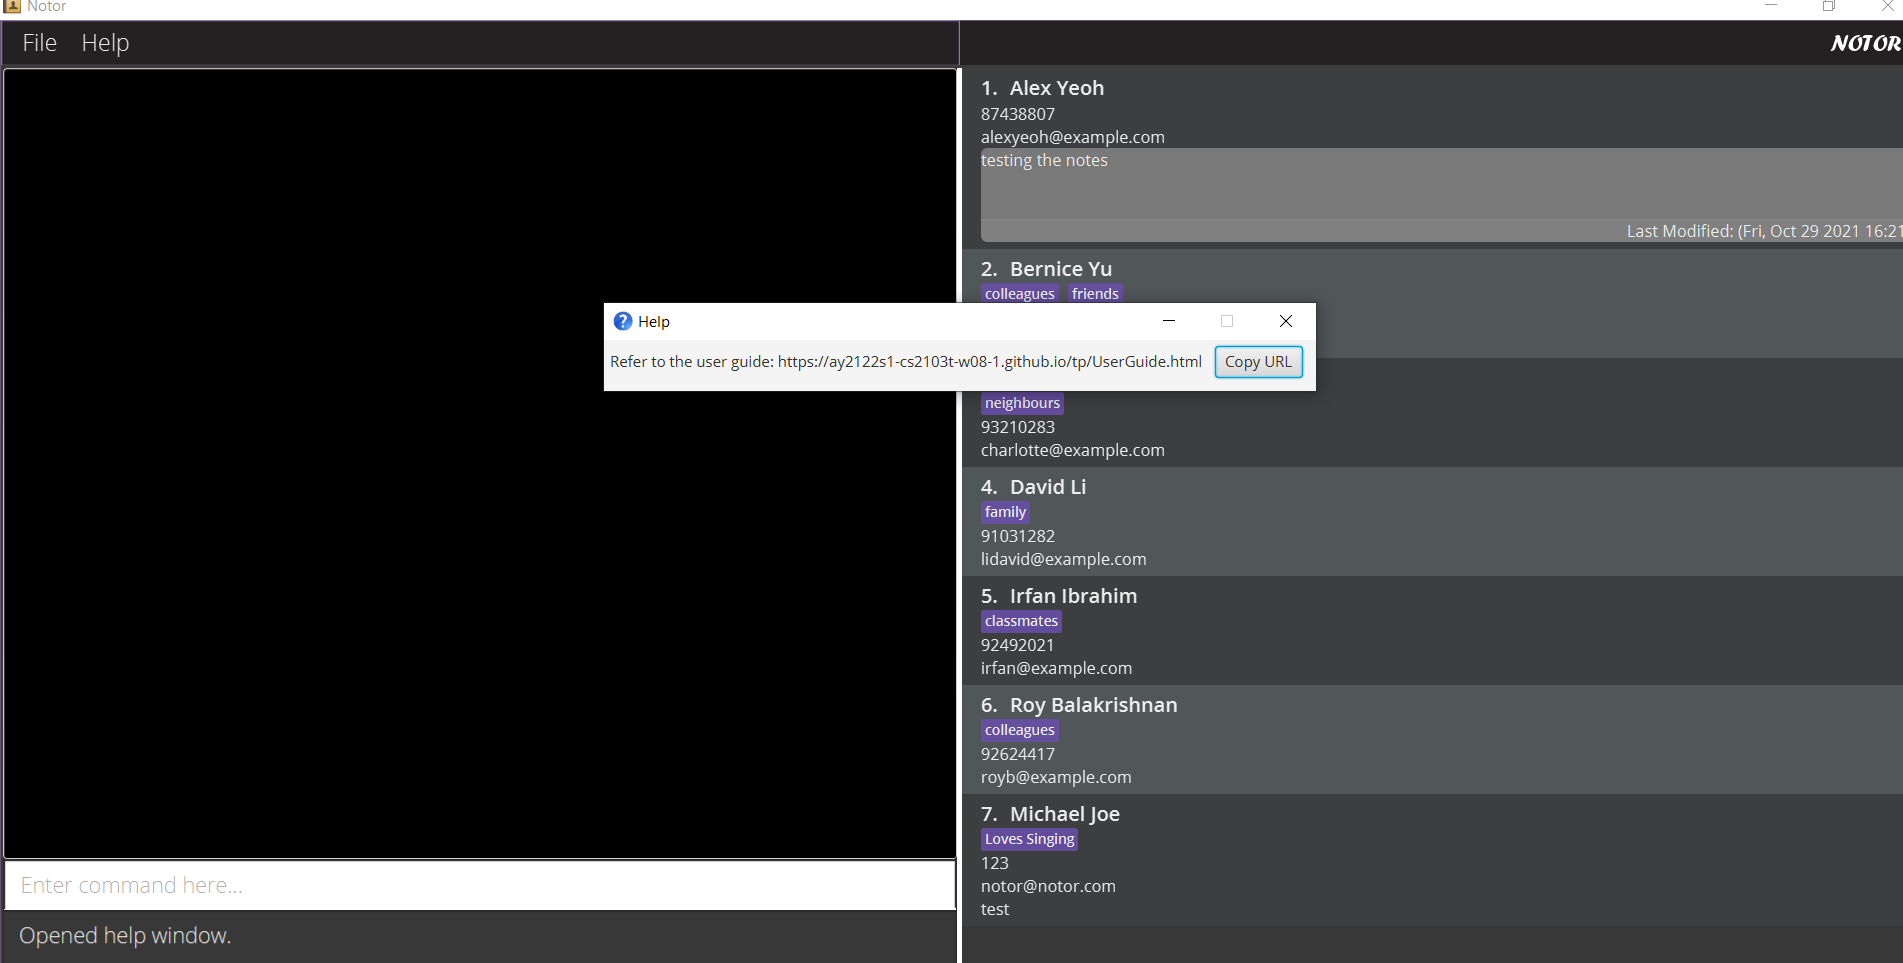 Notor
File Help
NOTOR
1. Alex Yeoh
87438807
alexyeoh@example.com
testing the notes
Last Modified: (Fri, Oct 29 2021 16:21
2. Bernice Yu
colleagues friends
Help
Refer to the user guide: https://ay2122s1-cs2103t-w08-1.github.io/tp/UserGuide.html Copy URL
neighbours
93210283
charlotte@example.com
4. David Li
family
91031282
lidavid@example.com
5. Irfan Ibrahim
classmates
92492021
irfan@example.com
6. Roy Balakrishnan
colleagues
92624417
royb@example.com
7. Michael Joe
Loves Singing
123
notor@notor.com
test
Enter command here...
Opened help window.